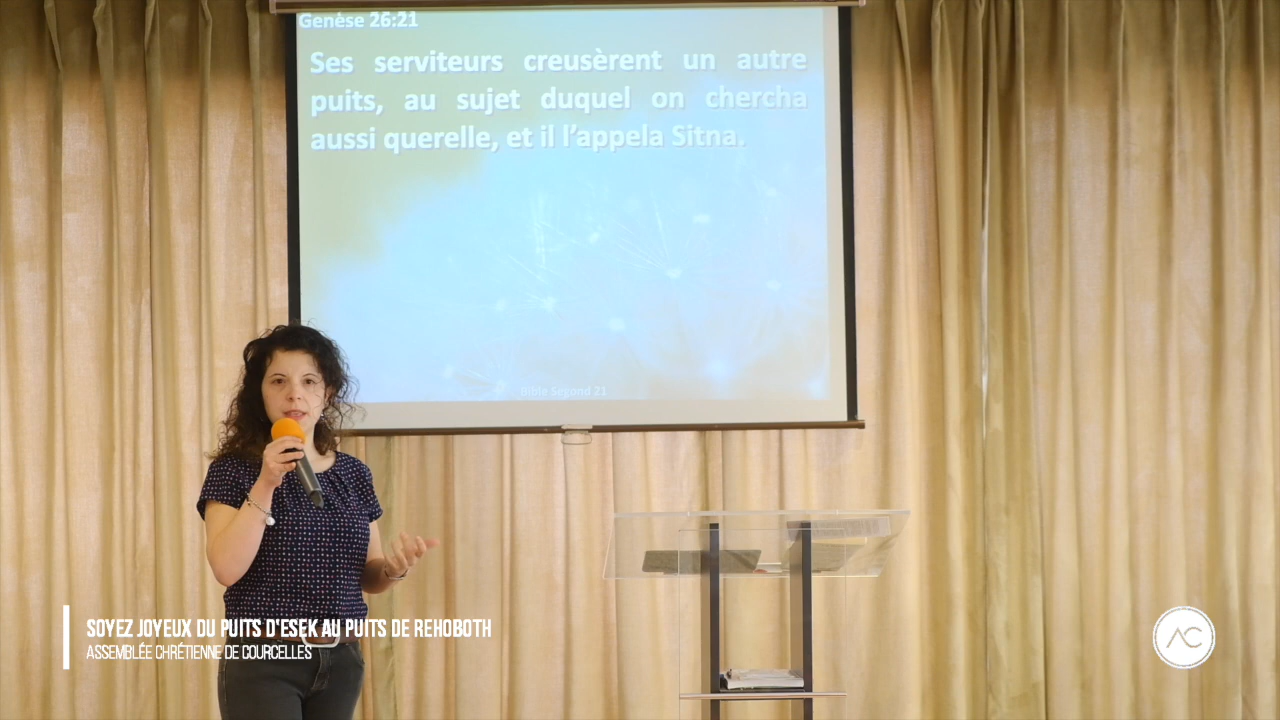 Genèse 26:21
Ses serviteurs creusèrent un autre
puits, au sujet duquel on chercha
aussi querelle, et il l’appela Sitna.
Bible Segond 21
SOYEZ JOYEUX DU PUITS D'ESEK AU PUITS DE REHOBOTH
ASSEMBLÉE CHRÉTIENNE DE COURCELLES
AC